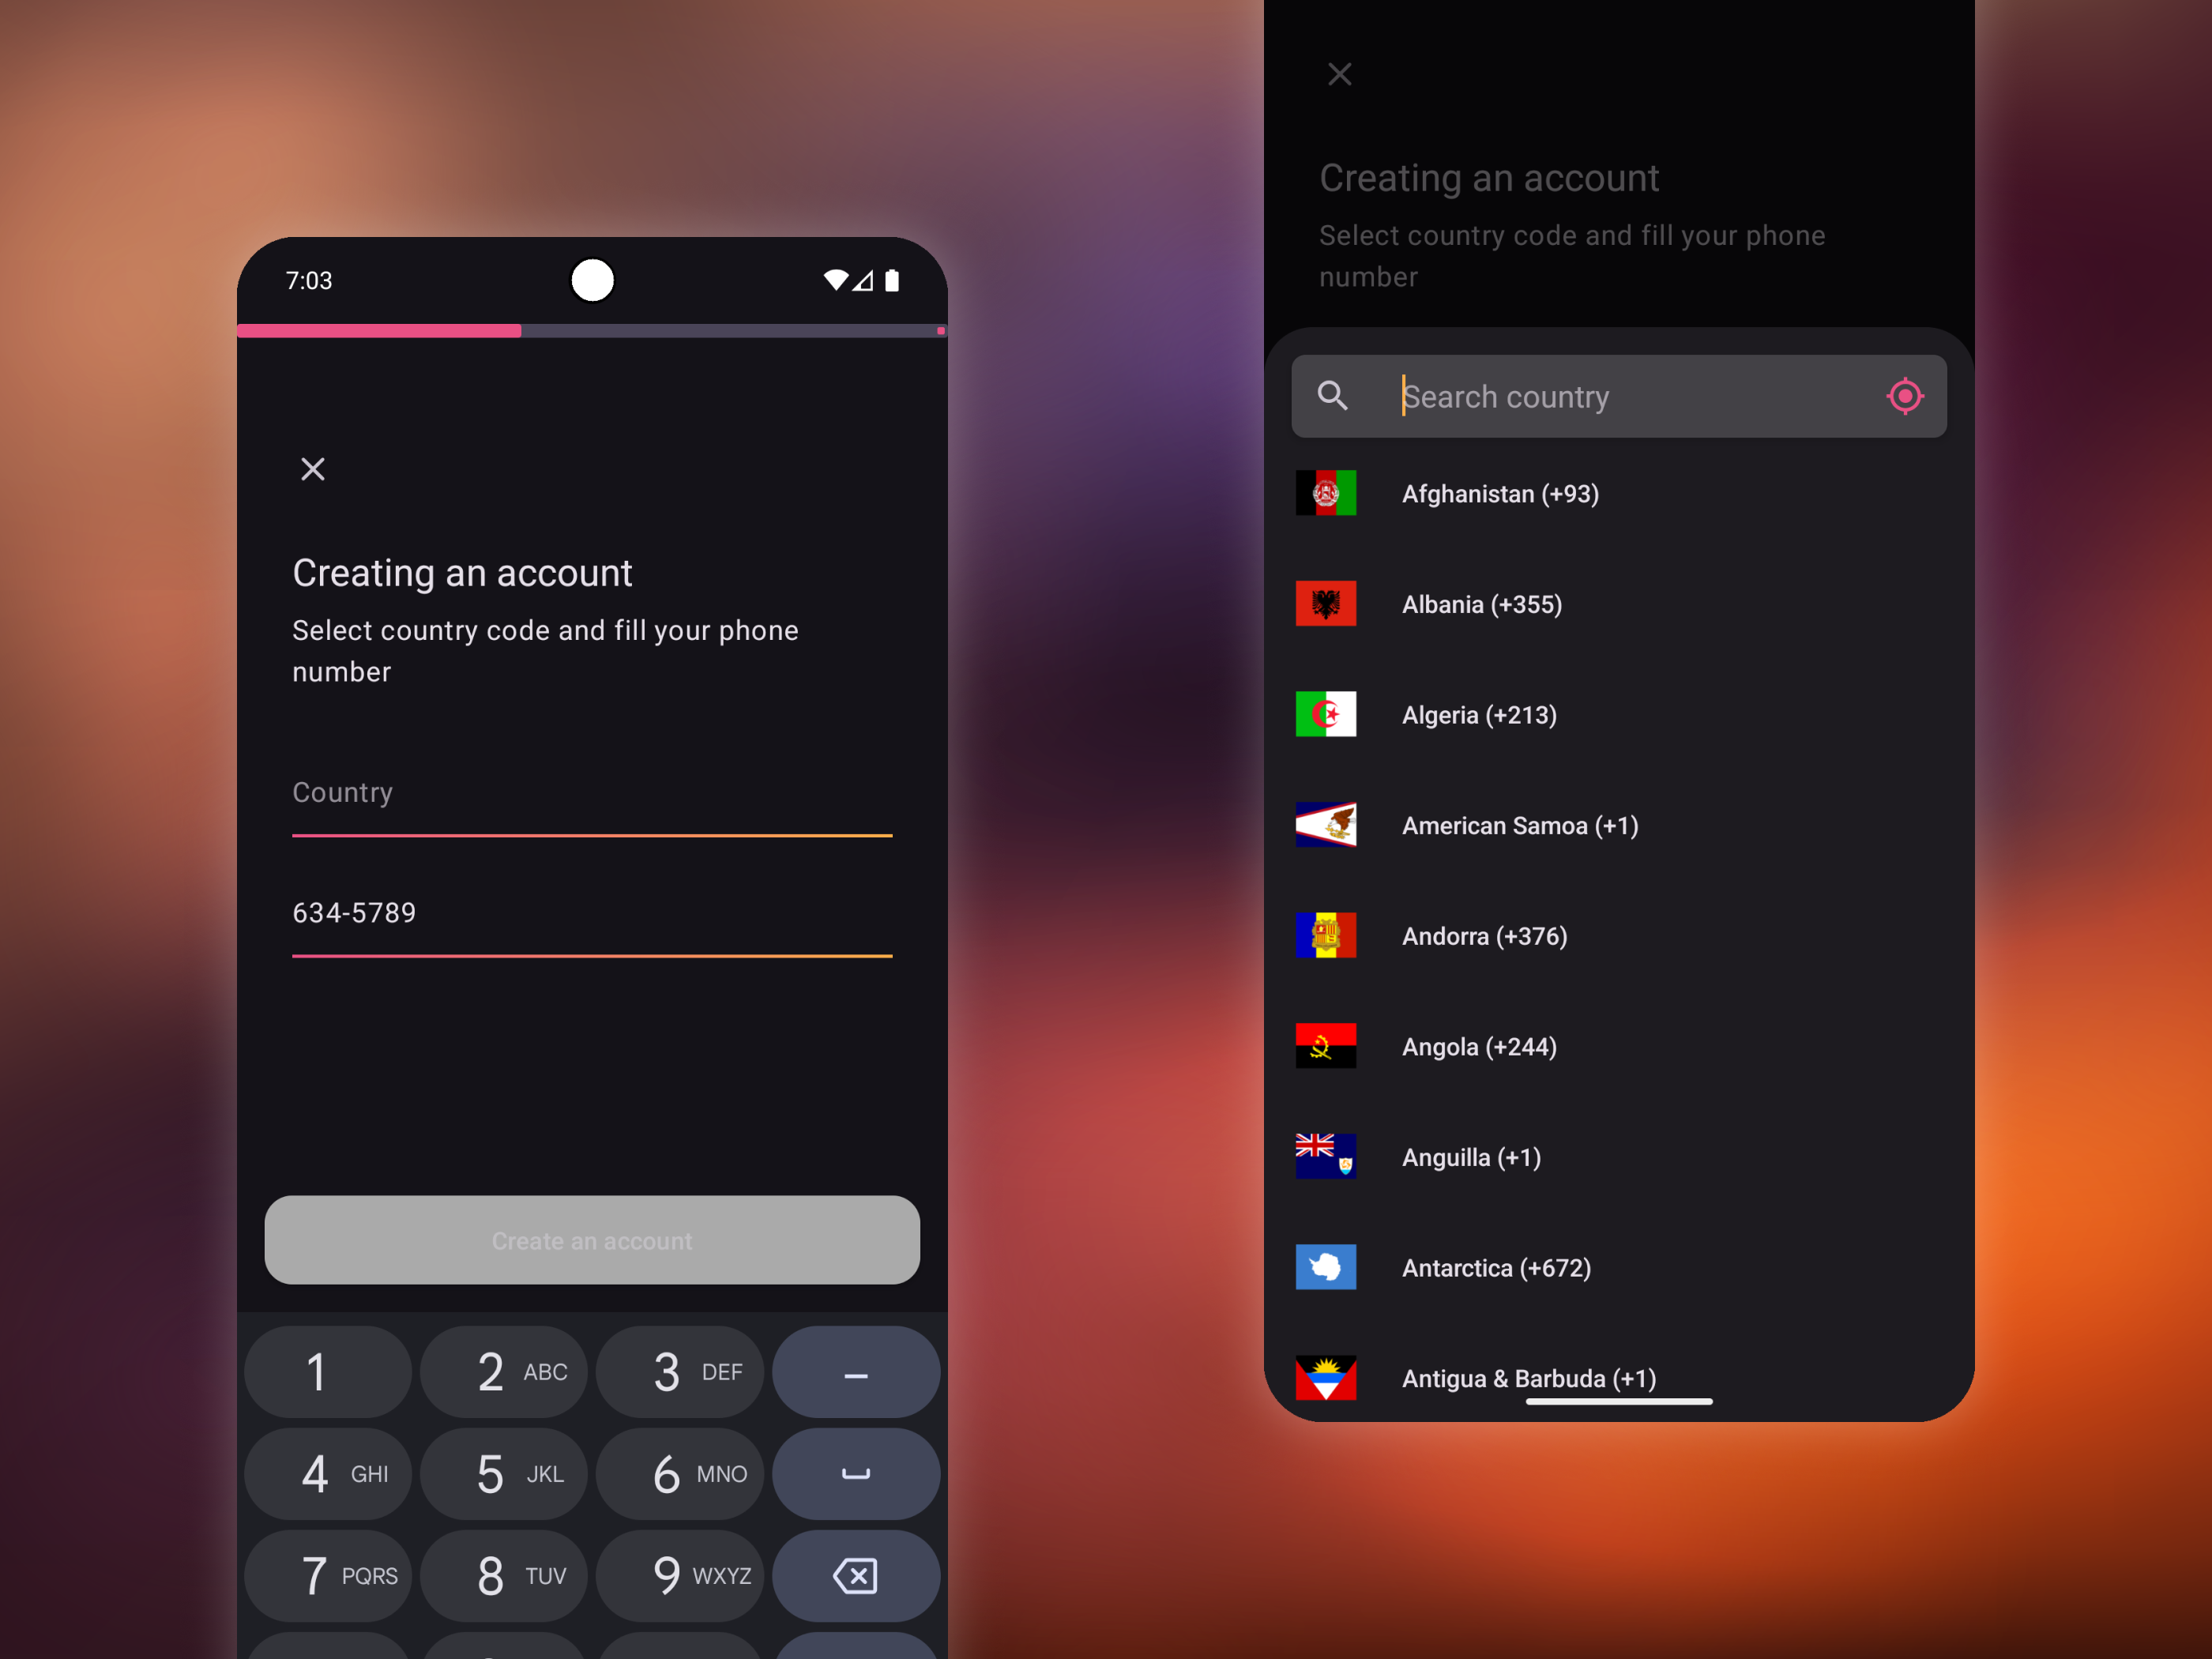 7:03
Creating an account
Select country code and fill your phone
number
Country
634-5789
Create an account
1
2 ABC
3 DEF
–
4 GHI
5 JKL
6 MNO
7 PQRS
8 TUV
9 WXYZ
Creating an account
Select country code and fill your phone
number
Search country
Afghanistan (+93)
Albania (+355)
Algeria (+213)
American Samoa (+1)
Andorra (+376)
Angola (+244)
Anguilla (+1)
Antarctica (+672)
Antigua & Barbuda (+1)